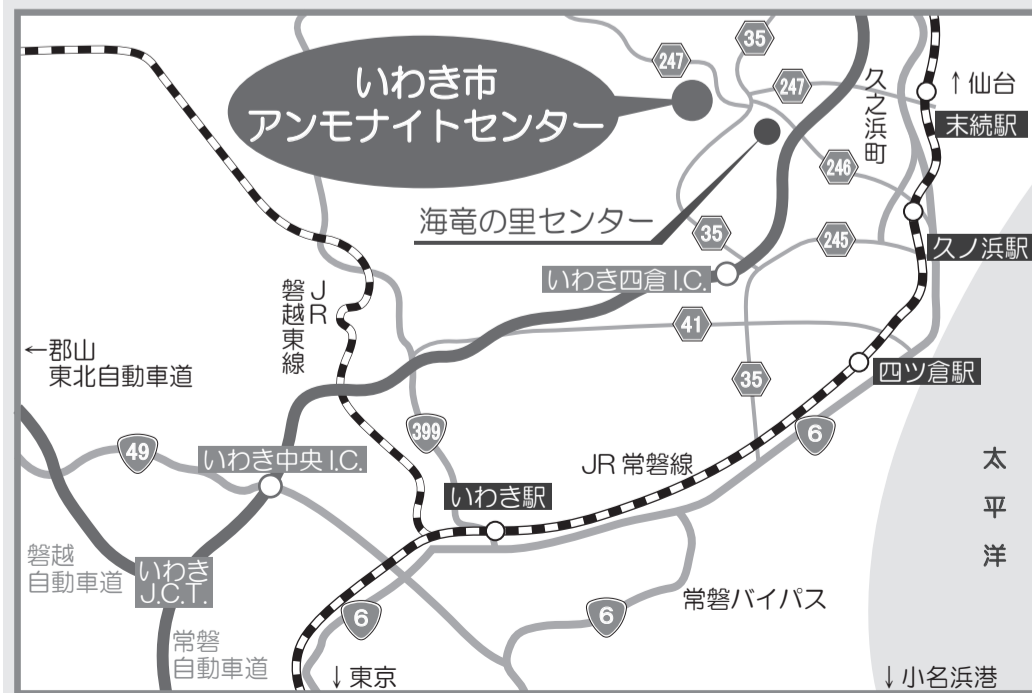 いわき市
アンモナイトセンター
35
247
247
久之浜町
↑仙台
末続駅
246
海竜の里センター
35
245
久ノ浜駅
いわき四倉I.C.
JR
磐越東線
41
←郡山
東北自動車道
35
四ツ倉駅
399
6
49
いわき中央I.C.
JR常磐線
いわき駅
太平洋
磐越
自動車道
いわき
J.C.T.
常磐バイパス
6
6
常磐
自動車道
↓東京
↓小名浜港